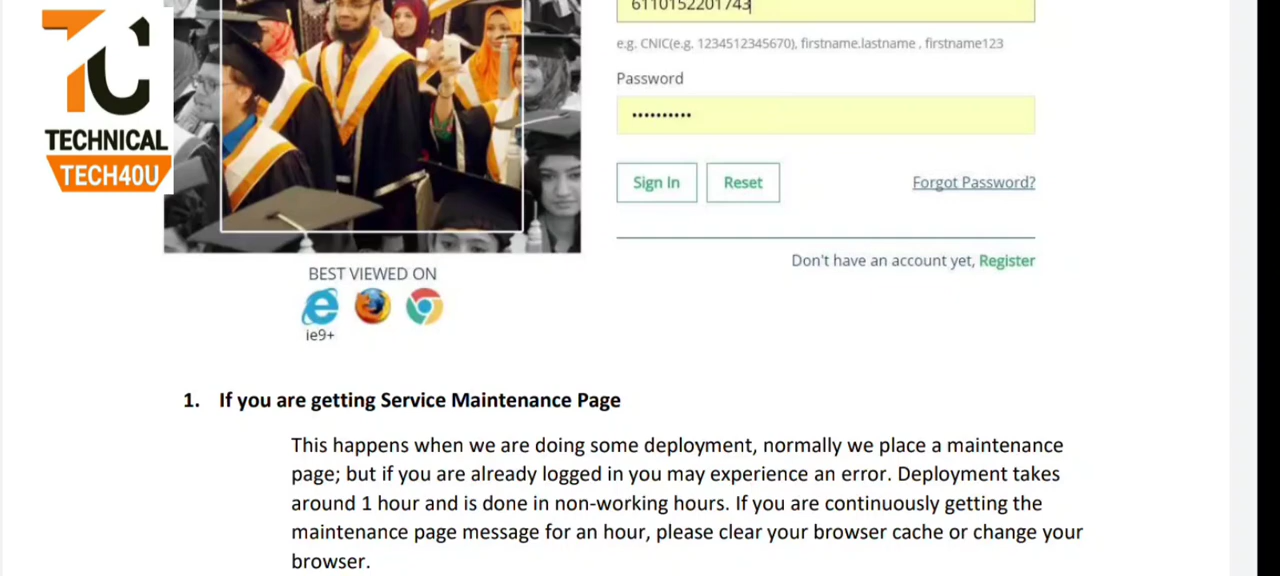 TC
TECHNICAL
TECH40U
6110152201743
e.g. CNIC(e.g. 1234512345670), firstname.lastname , firstname123
Password
••••••••••
Sign In
Reset
Forgot Password?
Don't have an account yet, Register
BEST VIEWED ON
ie9+
1. If you are getting Service Maintenance Page
This happens when we are doing some deployment, normally we place a maintenance
page; but if you are already logged in you may experience an error. Deployment takes
around 1 hour and is done in non-working hours. If you are continuously getting the
maintenance page message for an hour, please clear your browser cache or change your
browser.